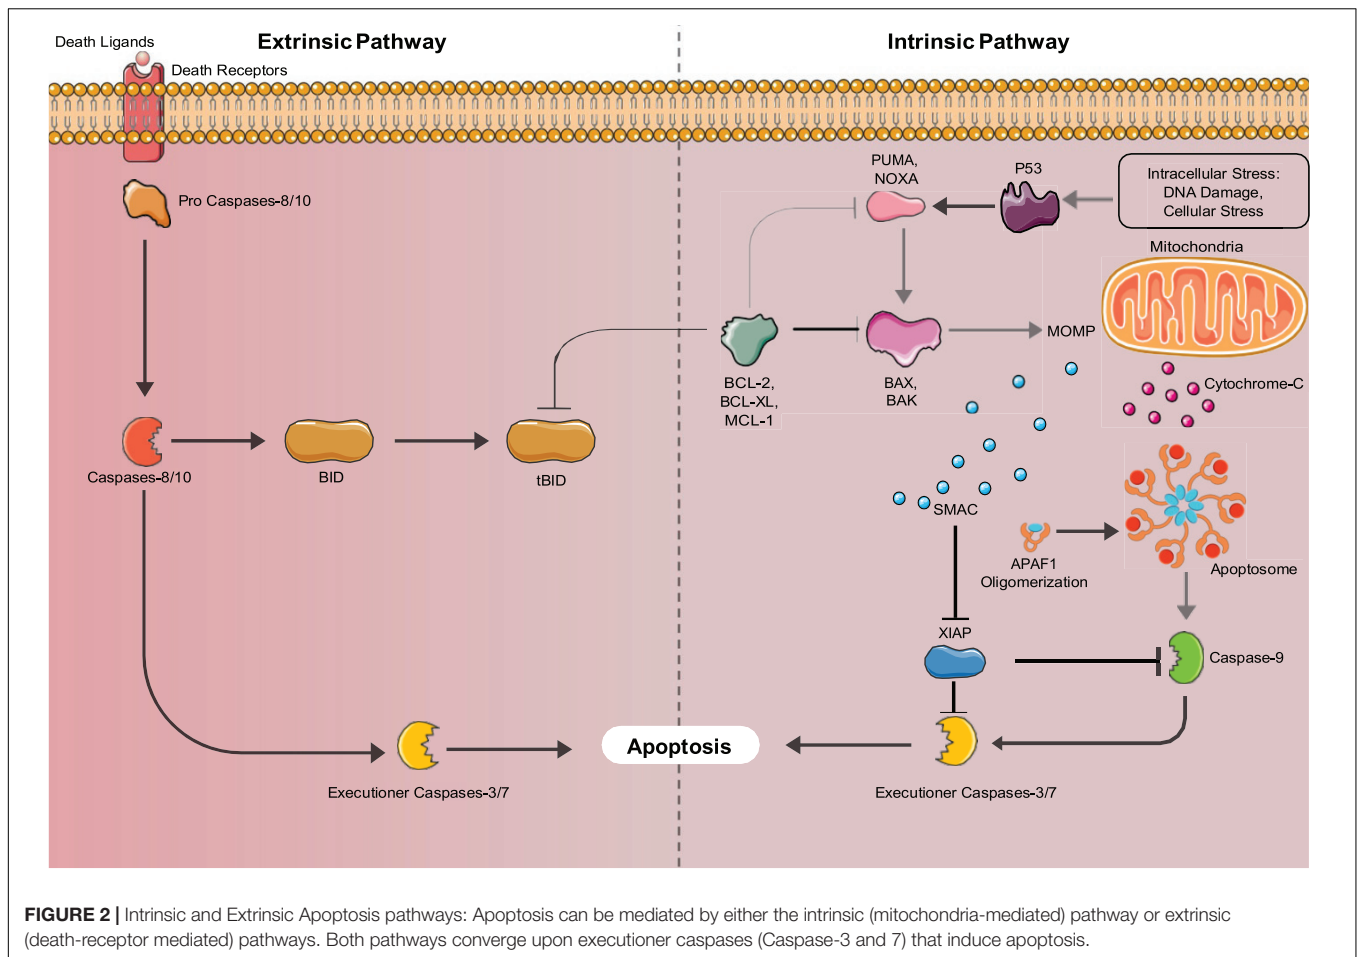 Extrinsic Pathway
Intrinsic Pathway
Death Ligands
Death Receptors
Pro Caspases-8/10
Caspases-8/10
BID
tBID
Executioner Caspases-3/7
Apoptosis
PUMA,
NOXA
P53
Intracellular Stress:
DNA Damage,
Cellular Stress
Mitochondria
MOMP
BCL-2,
BCL-XL,
MCL-1
BAX,
BAK
Cytochrome-C
SMAC
APAF1
Oligomerization
Apoptosome
XIAP
Caspase-9
Executioner Caspases-3/7
FIGURE 2 | Intrinsic and Extrinsic Apoptosis pathways: Apoptosis can be mediated by either the intrinsic (mitochondria-mediated) pathway or extrinsic
(death-receptor mediated) pathways. Both pathways converge upon executioner caspases (Caspase-3 and 7) that induce apoptosis.